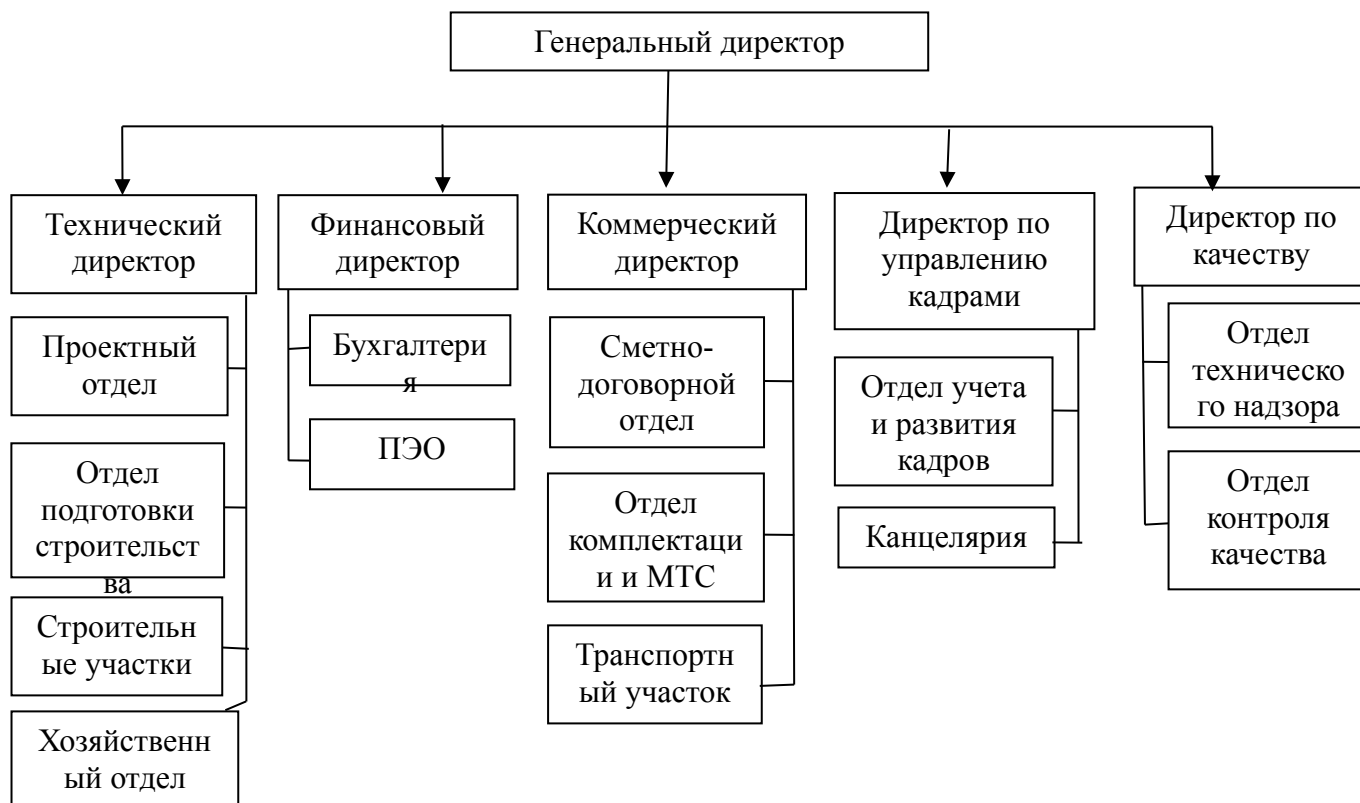 Генеральный директор
Технический
директор
Финансовый
директор
Коммерческий
директор
Директор по
управлению
кадрами
Директор по
качеству
Проектный
отдел
Отдел
подготовки
строительст
ва
Строительн
ые участки
Хозяйственн
ый отдел
Бухгалтери
я
ПЭО
Сметно-
договорной
отдел
Отдел
комплектаци
и и МТС
Транспортн
ый участок
Отдел учета
и развития
кадров
Канцелярия
Отдел
техническо
го надзора
Отдел
контроля
качества